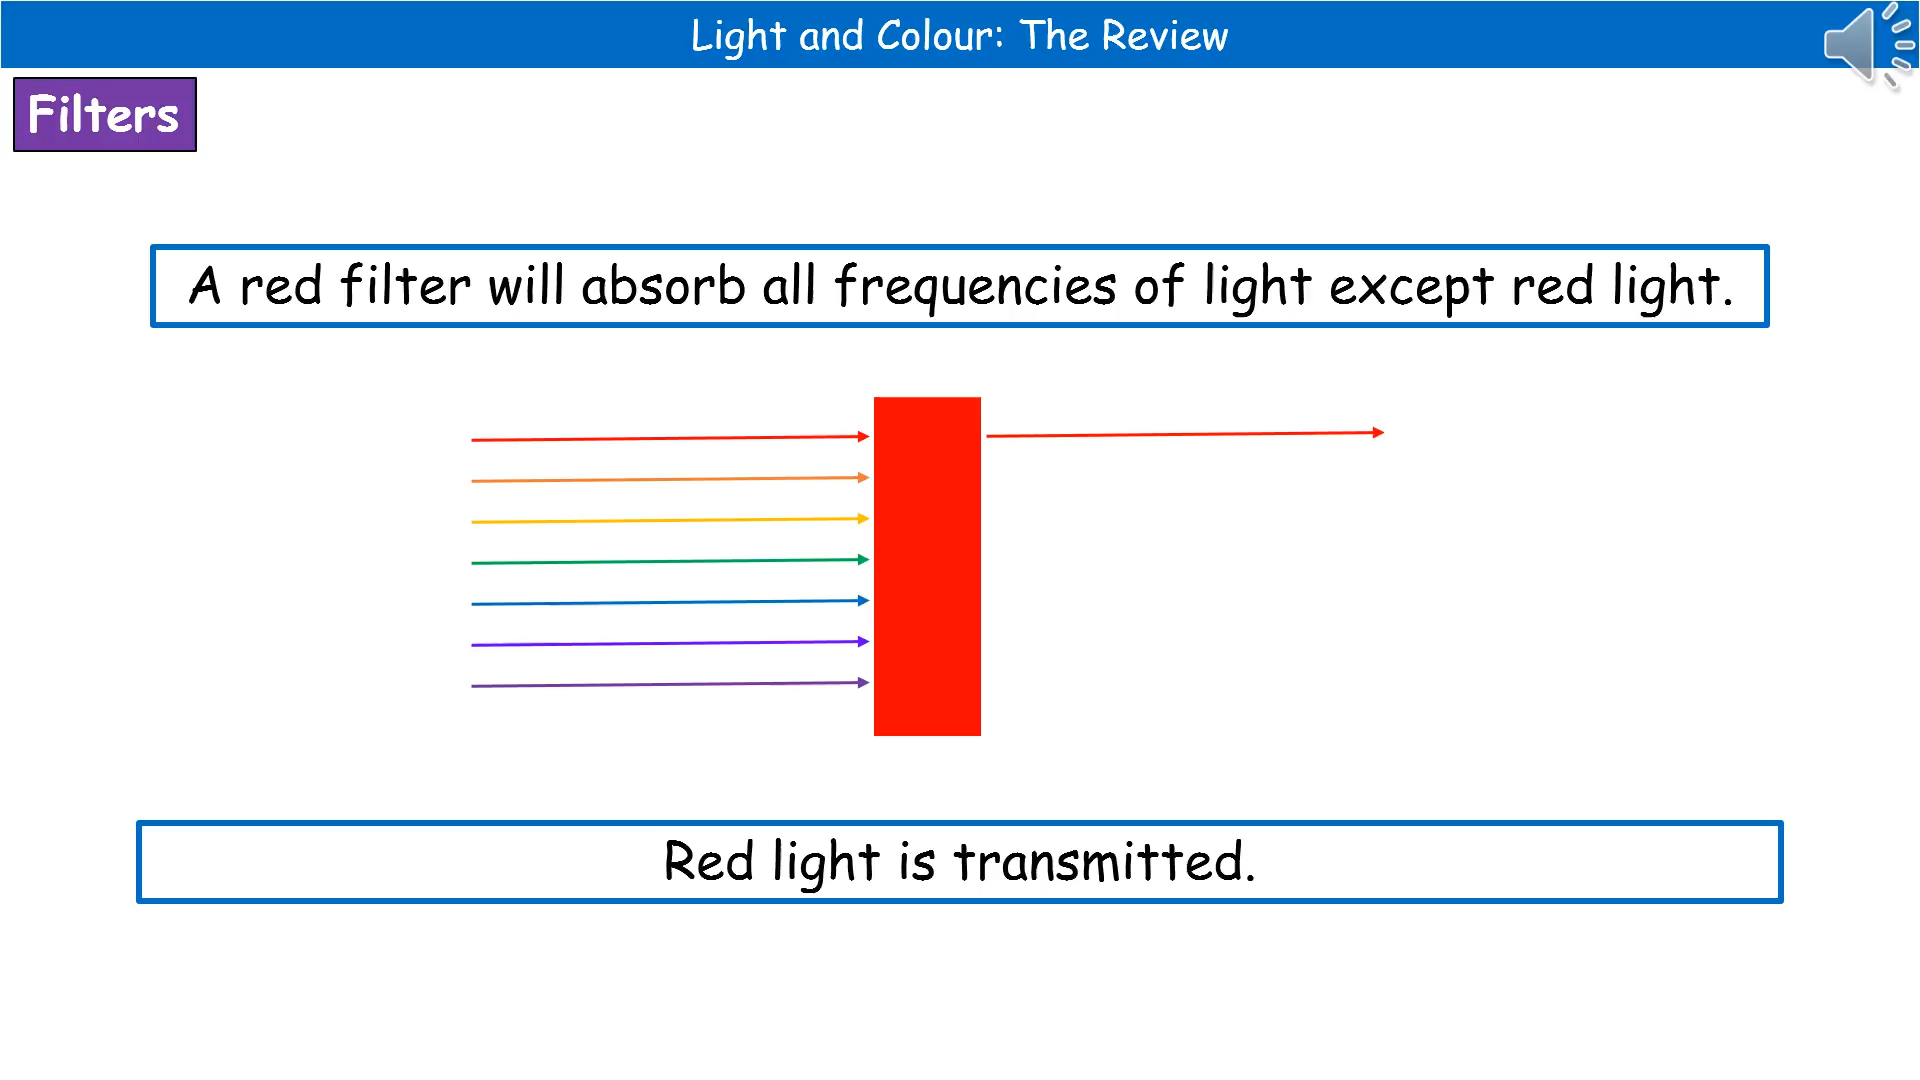 Light and Colour: The Review
Filters
A red filter will absorb all frequencies of light except red light.
Red light is transmitted.